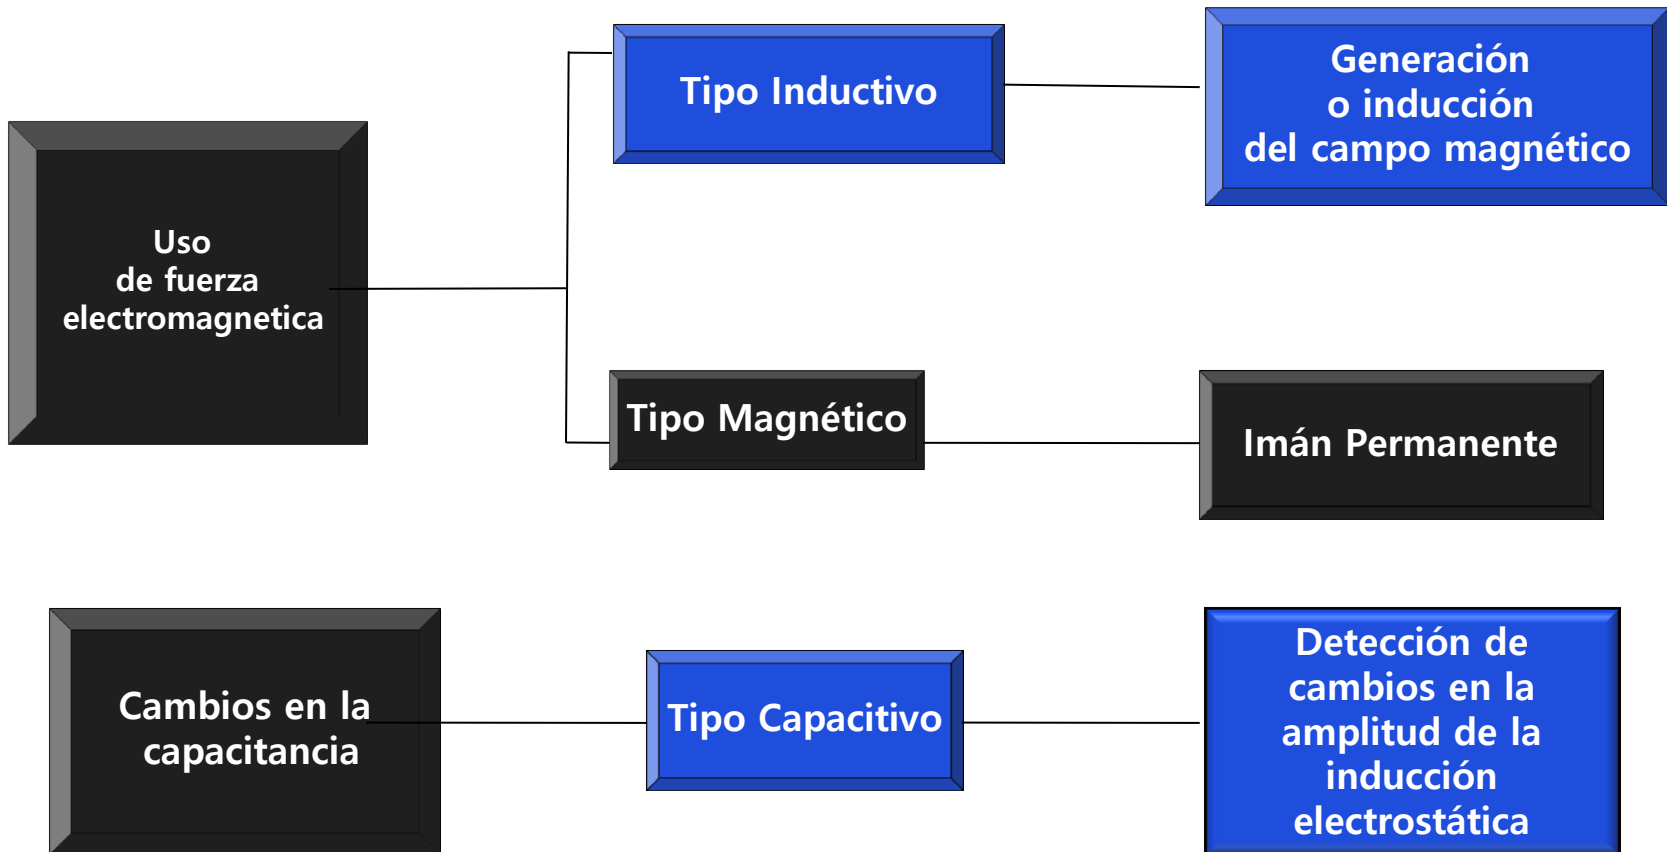 Uso
de fuerza
electromagnetica
Tipo Inductivo
Generación
o inducción
del campo magnético
Tipo Magnético
Imán Permanente
Cambios en la
capacitancia
Tipo Capacitivo
Detección de
cambios en la
amplitud de la
inducción
electrostática